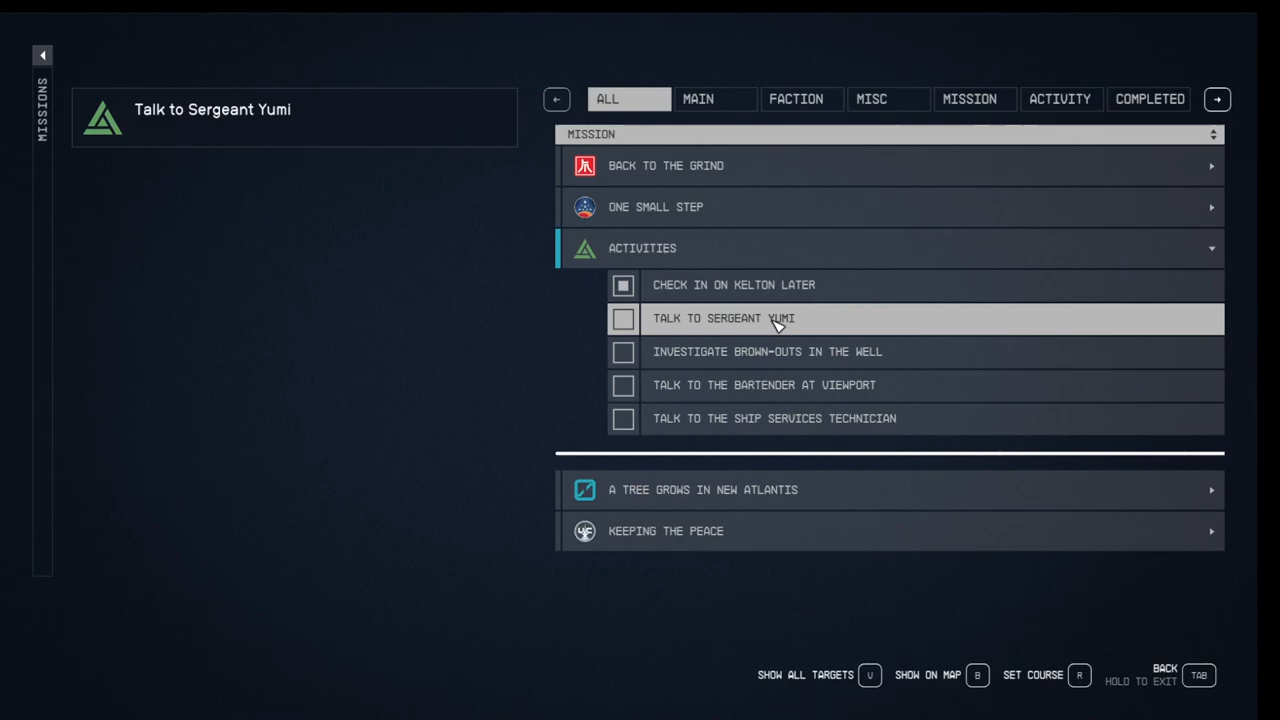 MISSIONS
Talk to Sergeant Yumi
ALL MAIN FACTION MISC MISSION ACTIVITY COMPLETED
MISSION
BACK TO THE GRIND
ONE SMALL STEP
ACTIVITIES
CHECK IN ON KELTON LATER
TALK TO SERGEANT YUMI
INVESTIGATE BROWN-OUTS IN THE WELL
TALK TO THE BARTENDER AT VIEWPORT
TALK TO THE SHIP SERVICES TECHNICIAN
A TREE GROWS IN NEW ATLANTIS
UC KEEPING THE PEACE
SHOW ALL TARGETS V SHOW ON MAP B SET COURSE R BACK TAB
HOLD TO EXIT